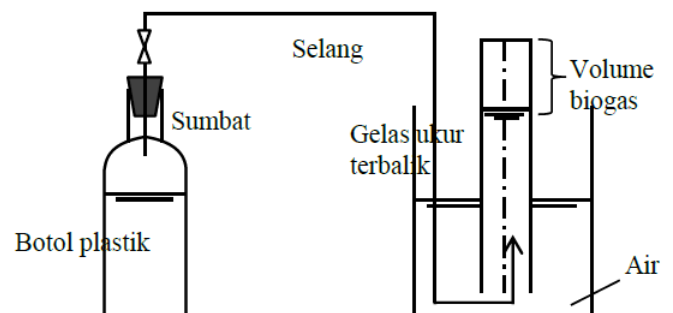 Selang
Volume
biogas
Sumbat
Gelas ukur
terbalik
Botol plastik
Air